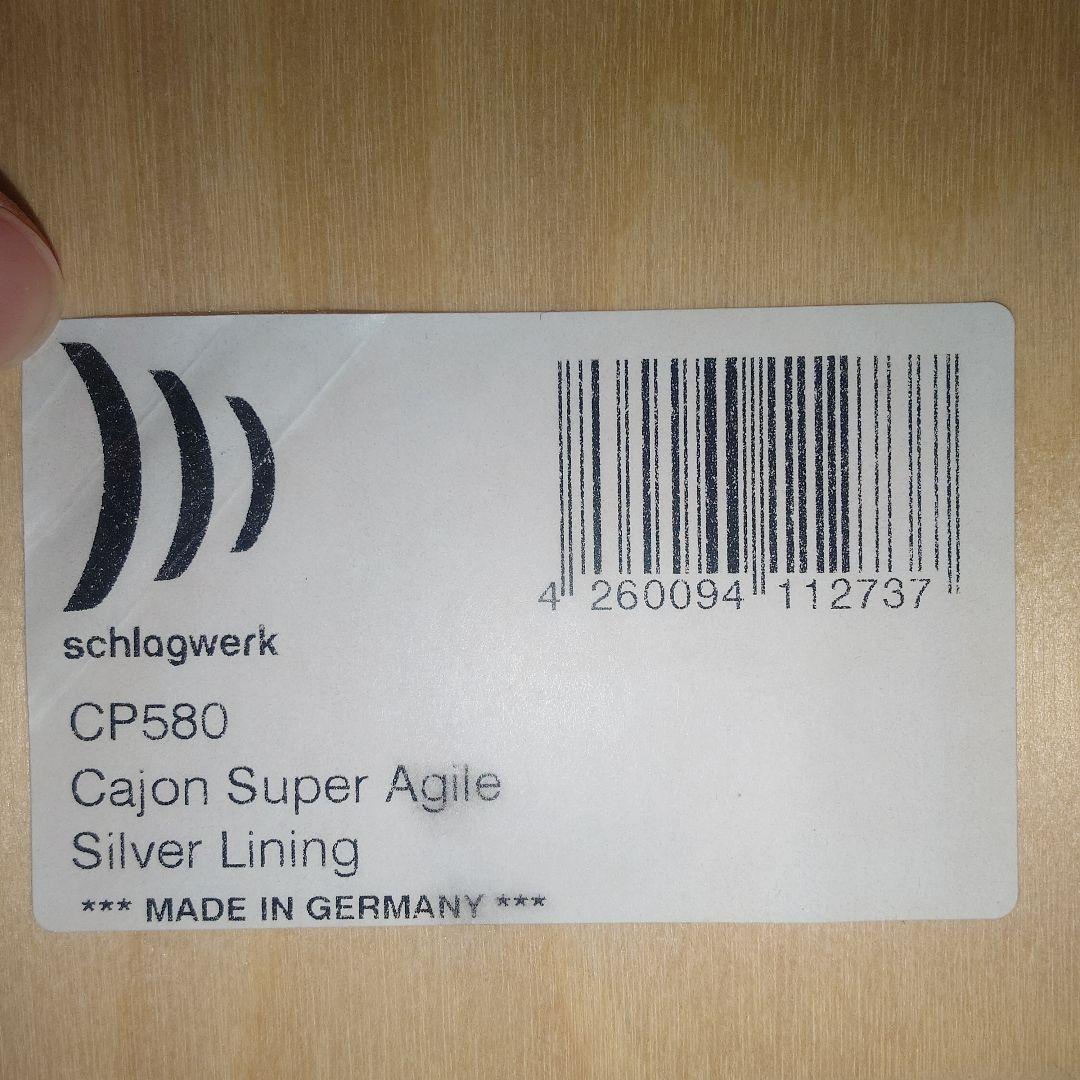 4 260094 112737
schlagwerk
CP580
Cajon Super Agile
Silver Lining
*** MADE IN GERMANY ***